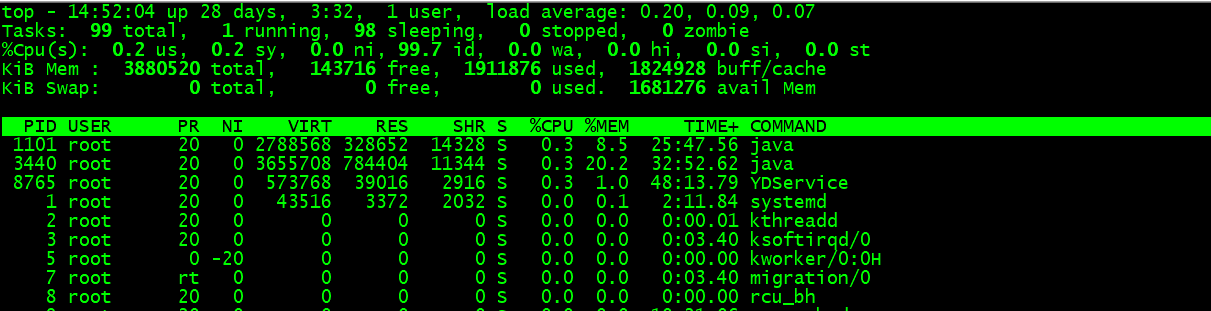 top - 14:52:04 up 28 days,  3:32,  1 user,  load average: 0.20, 0.09, 0.07
Tasks:  99 total,   1 running,  98 sleeping,   0 stopped,   0 zombie
%Cpu(s):  0.2 us,  0.2 sy,  0.0 ni, 99.7 id,  0.0 wa,  0.0 hi,  0.0 si,  0.0 st
KiB Mem :  3880520 total,   143716 free,  1911876 used,  1824928 buff/cache
KiB Swap:        0 total,        0 free,        0 used.  1681276 avail Mem
  PID USER      PR  NI    VIRT    RES    SHR S  %CPU %MEM     TIME+ COMMAND
 1101 root      20   0 2788568 328652  14328 S   0.3  8.5  25:47.56 java
 3440 root      20   0 3655708 784404  11344 S   0.3 20.2  32:52.62 java
 8765 root      20   0  573768  39016   2916 S   0.3  1.0  48:13.79 YDService
    1 root      20   0   43516   3372   2032 S   0.0  0.1   2:11.84 systemd
    2 root      20   0       0      0      0 S   0.0  0.0   0:00.01 kthreadd
    3 root      20   0       0      0      0 S   0.0  0.0   0:03.40 ksoftirqd/0
    5 root       0 -20       0      0      0 S   0.0  0.0   0:00.00 kworker/0:0H
    7 root      rt   0       0      0      0 S   0.0  0.0   0:03.40 migration/0
    8 root      20   0       0      0      0 S   0.0  0.0   0:00.00 rcu_bh